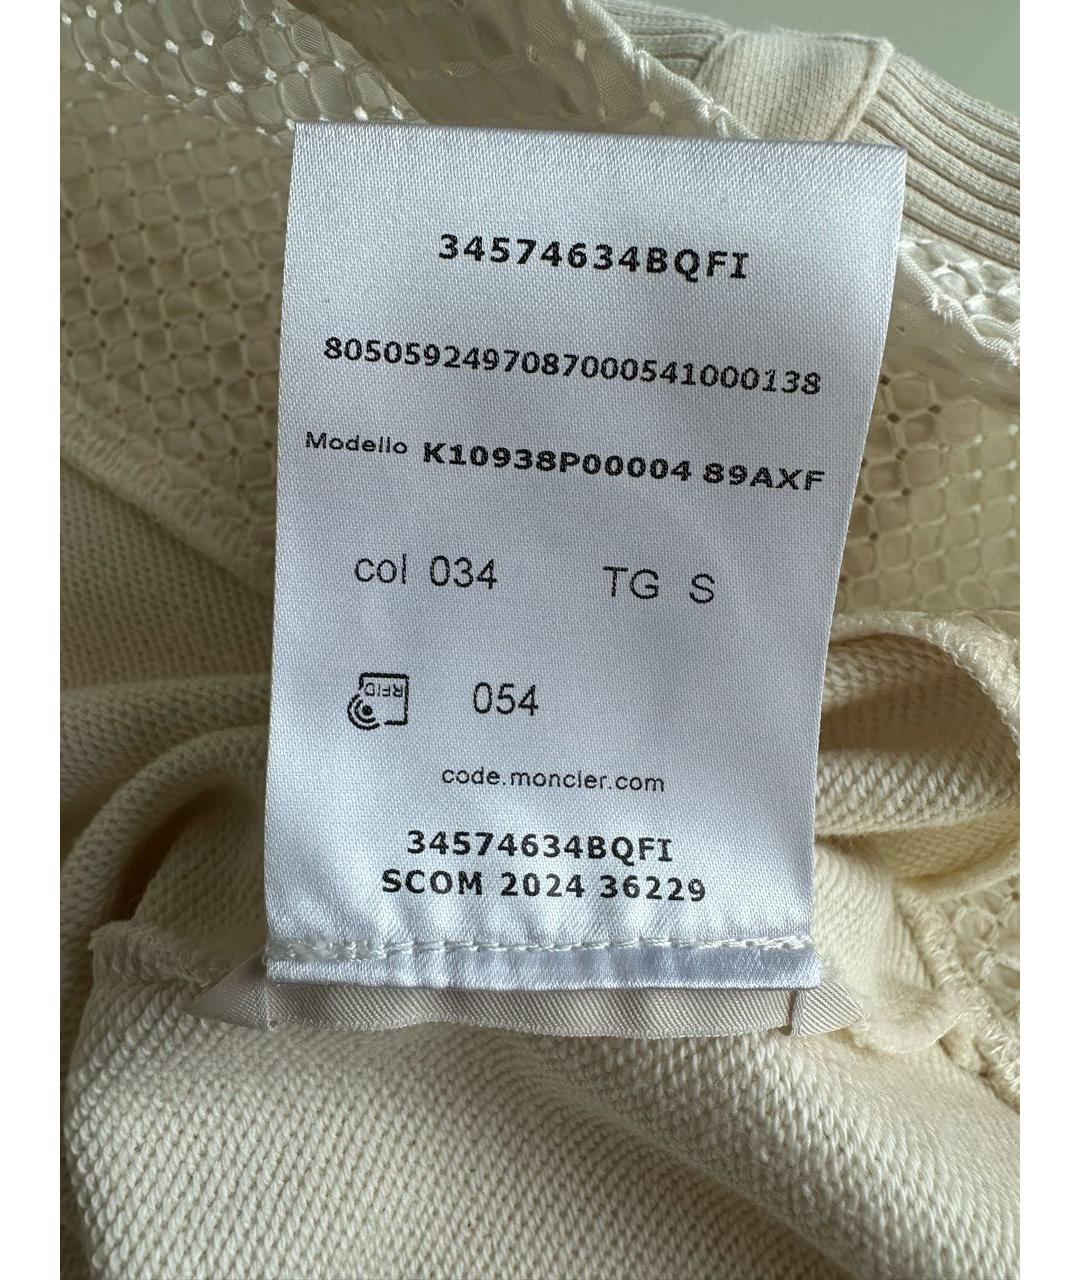 34574634BQFI
8050592497087000541000138
Modello K10938P00004 89AXF
col 034 TG S
RFID 054
code.moncler.com
34574634BQFI
SCOM 2024 36229